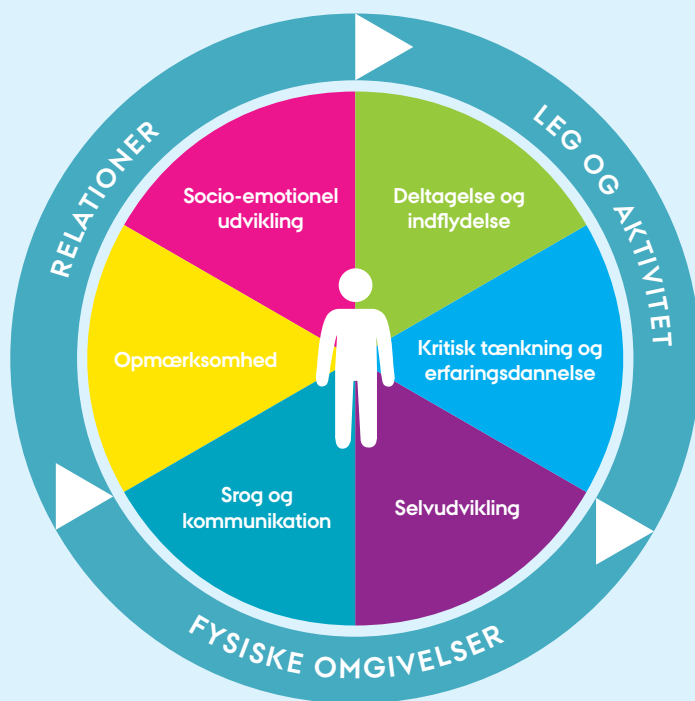 RELATIONER
LEG OG AKTIVITET
Socio-emotionel
udvikling
Deltagelse og
indflydelse
Opmærksomhed
Kritisk tænkning og
erfaringsdannelse
Srog og
kommunikation
Selvudvikling
FYSISKE OMGIVELSER